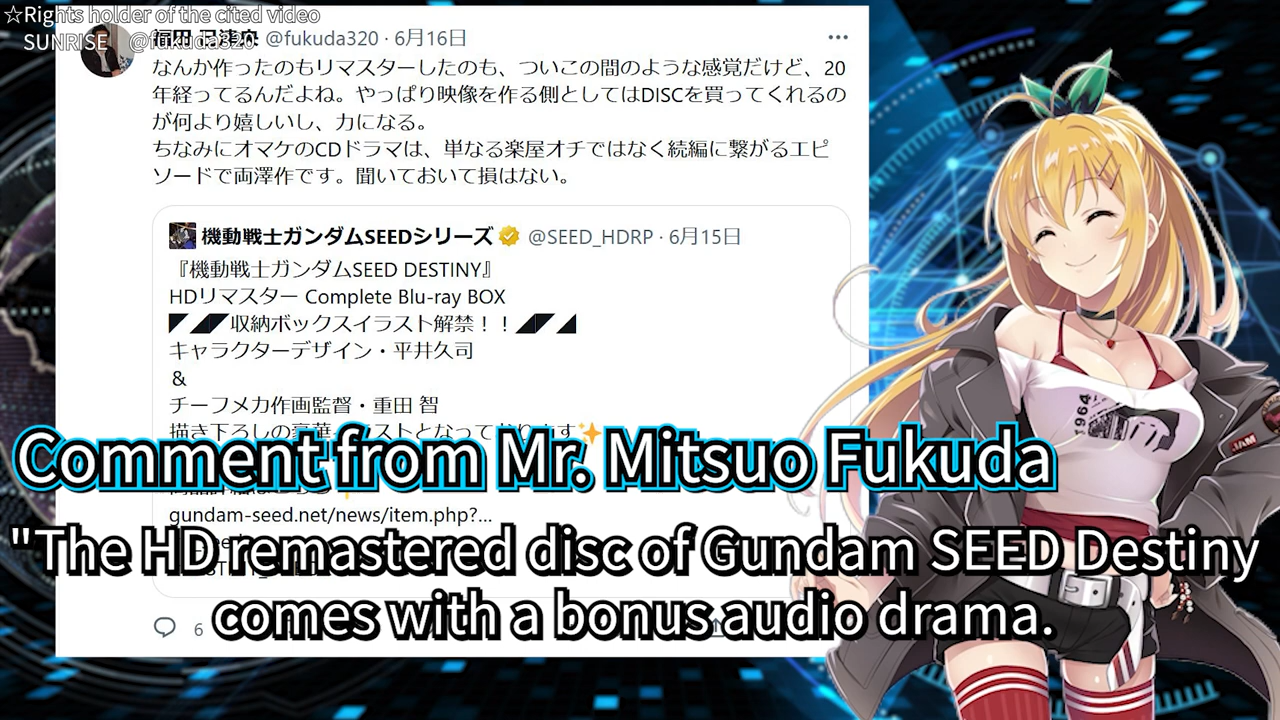 ☆Rights holder of the cited video
SUNRISE @fukuda320
@fukuda320 · 6月16日
なんか作ったのもリマスターしたのも、ついこの間のような感覚だけど、20
年経ってるんだよね。やっぱり映像を作る側としてはDISCを買ってくれるの
が何より嬉しいし、力になる。
ちなみにオマケのCDドラマは、単なる楽屋オチではなく続編に繋がるエピ
ソードで両澤作です。聞いておいて損はない。
機動戦士ガンダムSEEDシリーズ @SEED_HDRP · 6月15日
『機動戦士ガンダムSEED DESTINY』
HDリマスター Complete Blu-ray BOX
◤◢◤収納ボックスイラスト解禁！！◢◤◢
キャラクターデザイン・平井久司
&
チーフメカ作画監督・重田 智
描き下ろしの豪華
Comment from Mr. Mitsuo Fukuda
gundam-seed.net/news/item.php?...
"The HD remastered disc of Gundam SEED Destiny
comes with a bonus audio drama.
6
1964
JAM